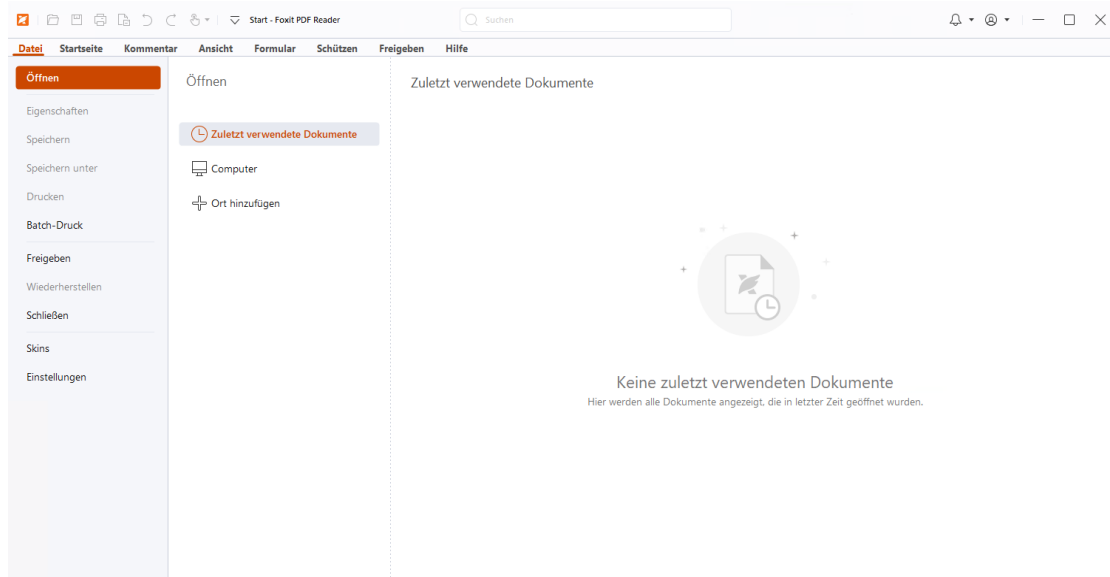 Start - Foxit PDF Reader
Suchen
Datei Startseite Kommentar Ansicht Formular Schützen Freigeben Hilfe
Öffnen
Eigenschaften
Speichern
Speichern unter
Drucken
Batch-Druck
Freigeben
Wiederherstellen
Schließen
Skins
Einstellungen
Öffnen
Zuletzt verwendete Dokumente
Computer
Ort hinzufügen
Zuletzt verwendete Dokumente
Keine zuletzt verwendeten Dokumente
Hier werden alle Dokumente angezeigt, die in letzter Zeit geöffnet wurden.